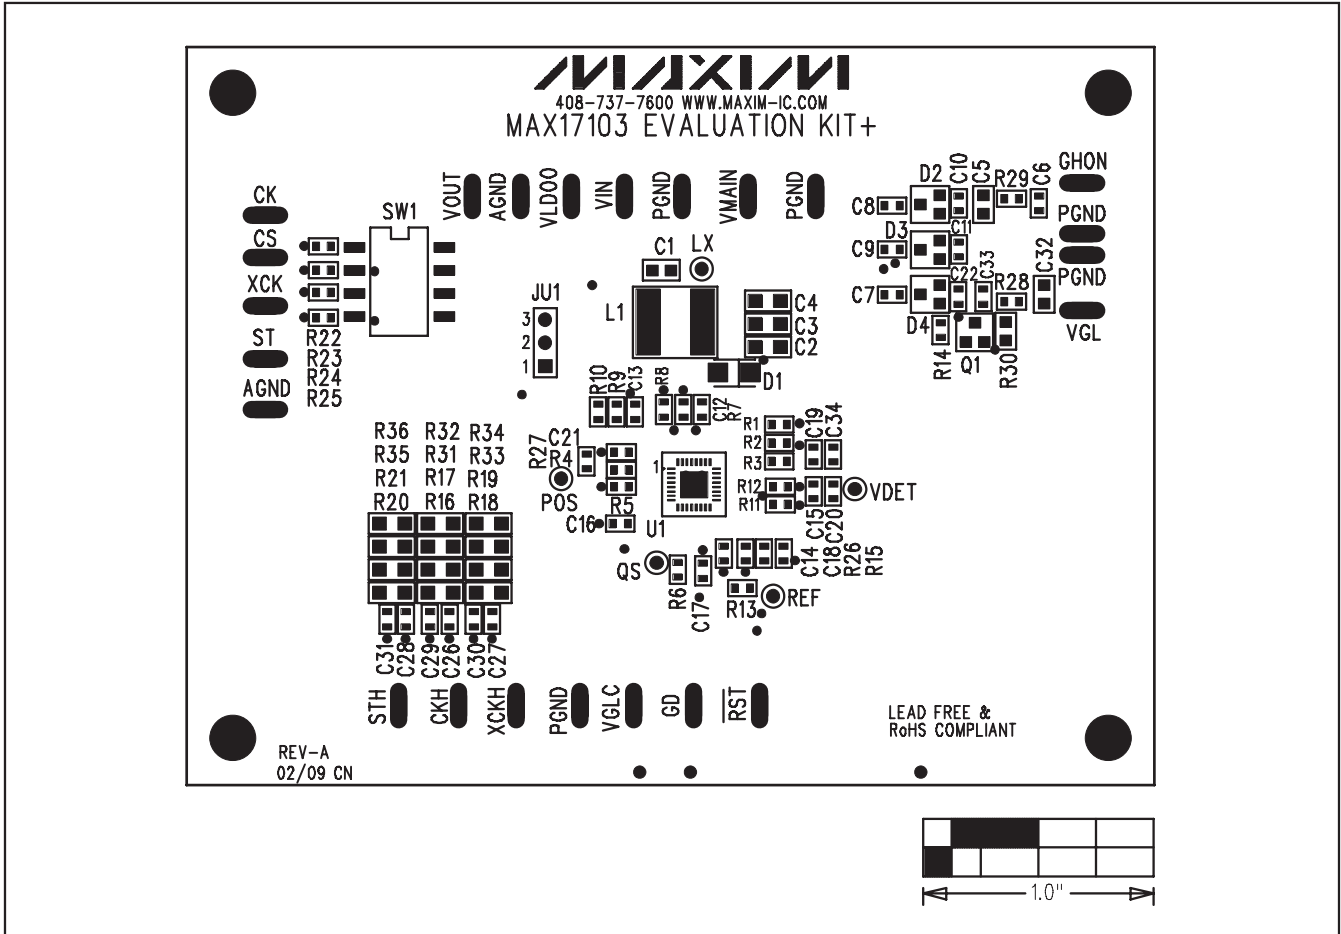 MAXIM
408-737-7600 WWW.MAXIM-IC.COM
MAX17103 EVALUATION KIT+
CK
CS
XCK
ST
AGND
SW1
R22
R23
R24
R25
VOUT
AGND
VLDOO
VIN
PGND
VMAIN
PGND
D2
C10
C5
R29
C6
GHON
C8
PGND
D3
C11
C9
PGND
C32
C22
C33
C7
R28
D4
VGL
R14
Q1
R30
C1
LX
JU1
3
2
1
L1
C4
C3
C2
D1
R10
R9
C13
R8
C12
R7
R1
R2
R3
C19
C34
R27
C21
R4
POS
R5
C16
1
U1
R12
R11
C15
C20
VDET
R36 R32 R34
R35 R31 R33
R21 R17 R19
R20 R16 R18
QS
R6
C17
R13
REF
C14
C18
R26
R15
C31
C28
C29
C26
C30
C27
STH
CKH
XCKH
PGND
VGLC
GD
RST
LEAD FREE &
RoHS COMPLIANT
REV-A
02/09 CN
1.0"